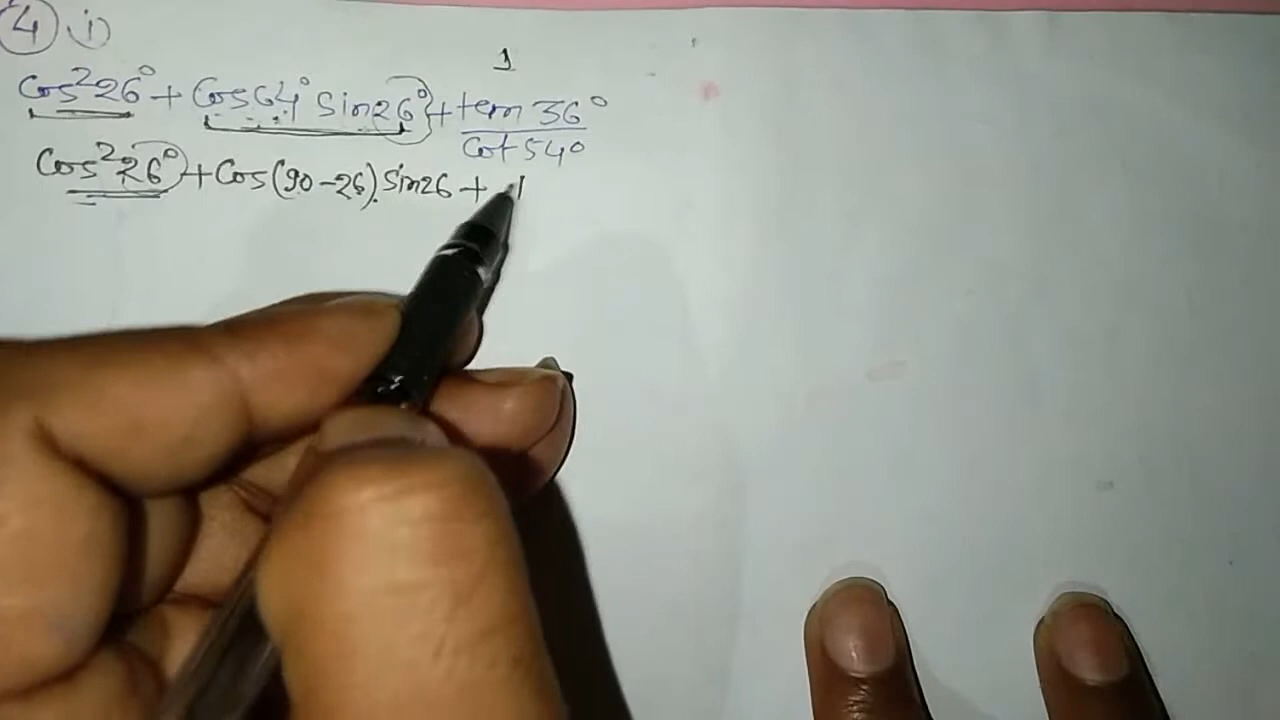 4 i)
1
Cos²26° + Cos64° Sin26° + tan 36° / Cot 54°
Cos²26° + Cos(90-26). Sin26 + 1